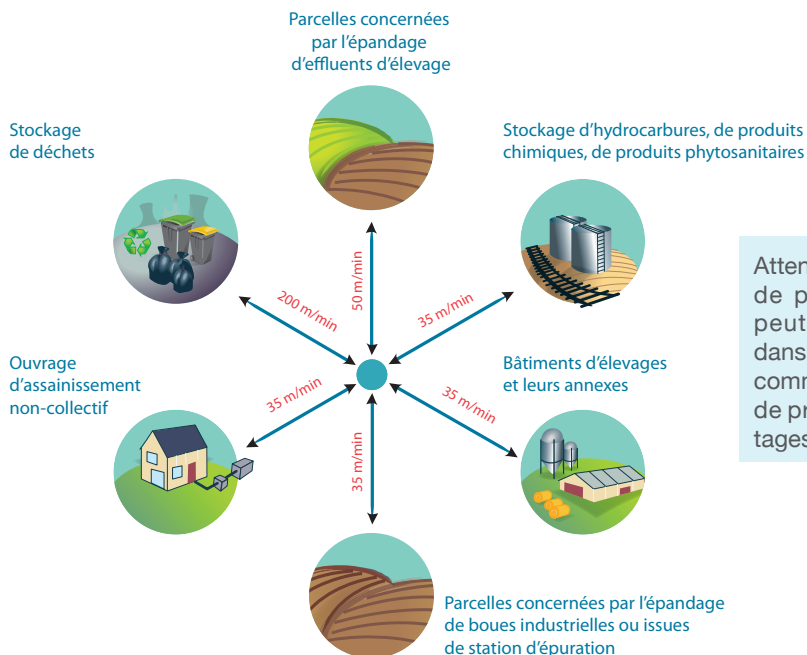 Parcelles concernées
par l'épandage
d'effluents d'élevage
Stockage
de déchets
Stockage d'hydrocarbures, de produits
chimiques, de produits phytosanitaires
50 m/min
200 m/min
35 m/min
Ouvrage
d'assainissement
non-collectif
Bâtiments d'élevages
et leurs annexes
35 m/min
35 m/min
35 m/min
Parcelles concernées par l'épandage
de boues industrielles ou issues
de station d'épuration
de p
peut
dans
comm
de pr
tages